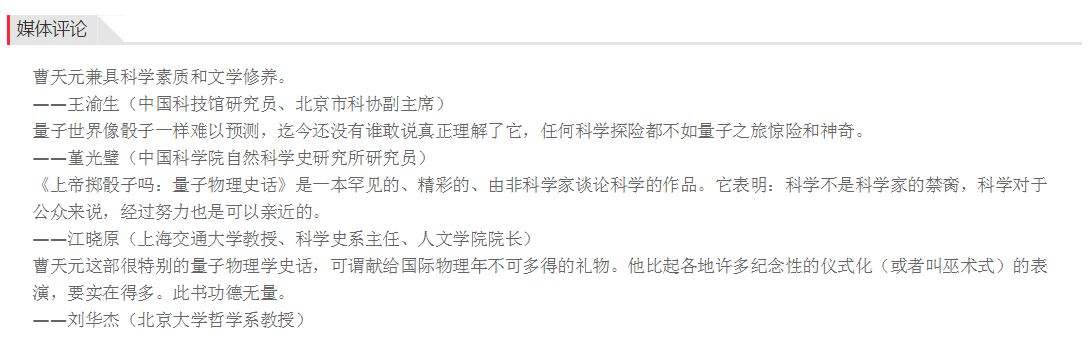 媒体评论
曹天元兼具科学素质和文学修养。
——王渝生（中国科技馆研究员、北京市科协副主席）
量子世界像骰子一样难以预测，迄今还没有谁敢说真正理解了它，任何科学探险都不如量子之旅惊险和神奇。
——董光璧（中国科学院自然科学史研究所研究员）
《上帝掷骰子吗：量子物理史话》是一本罕见的、精彩的、由非科学家谈论科学的作品。它表明：科学不是科学家的禁脔，科学对于
公众来说，经过努力也是可以亲近的。
——江晓原（上海交通大学教授、科学史系主任、人文学院院长）
曹天元这部很特别的量子物理学史话，可谓献给国际物理年不可多得的礼物。他比起各地许多纪念性的仪式化（或者叫巫术式）的表
演，要实在得多。此书功德无量。
——刘华杰（北京大学哲学系教授）